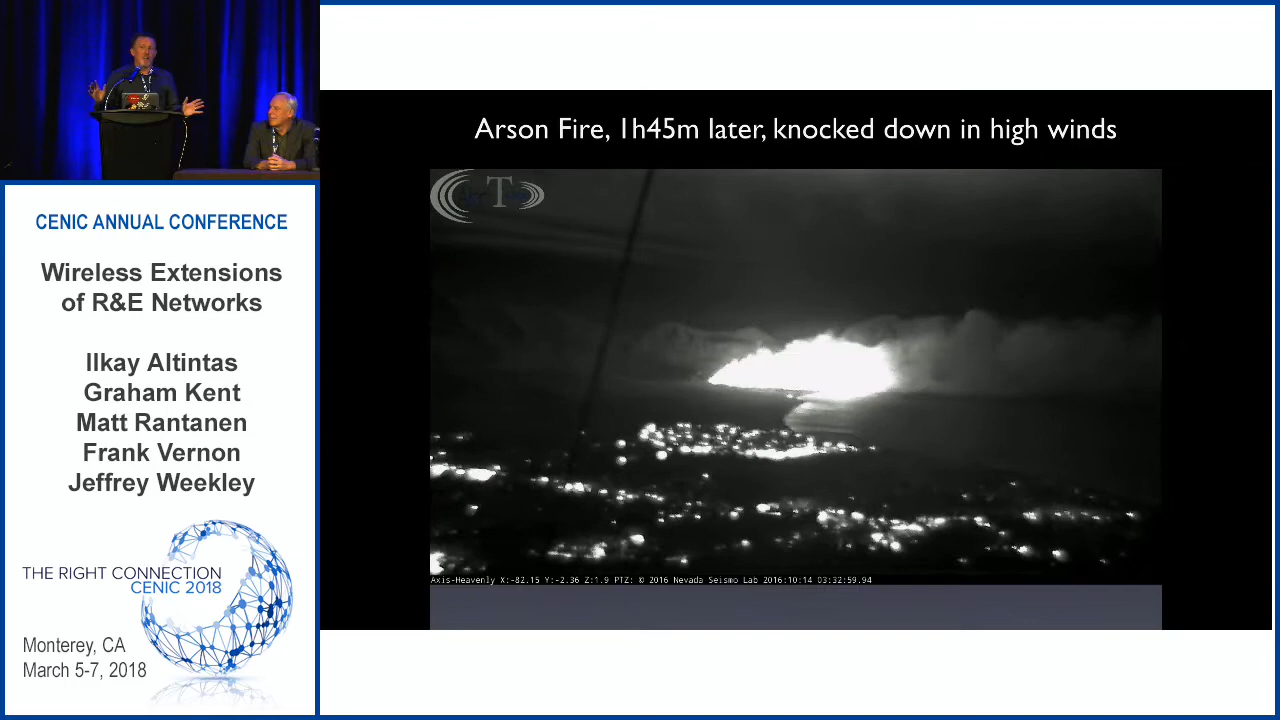 CENIC ANNUAL CONFERENCE
Wireless Extensions
of R&E Networks
Ilkay Altintas
Graham Kent
Matt Rantanen
Frank Vernon
Jeffrey Weekley
THE RIGHT CONNECTION
CENIC 2018
Monterey, CA
March 5-7, 2018
Arson Fire, 1h45m later, knocked down in high winds
T
Axis-Heavenly X:-82.15 Y:-2.36 Z:1.9 PTZ: © 2016 Nevada Seismo Lab 2016:10:14 03:32:59.94